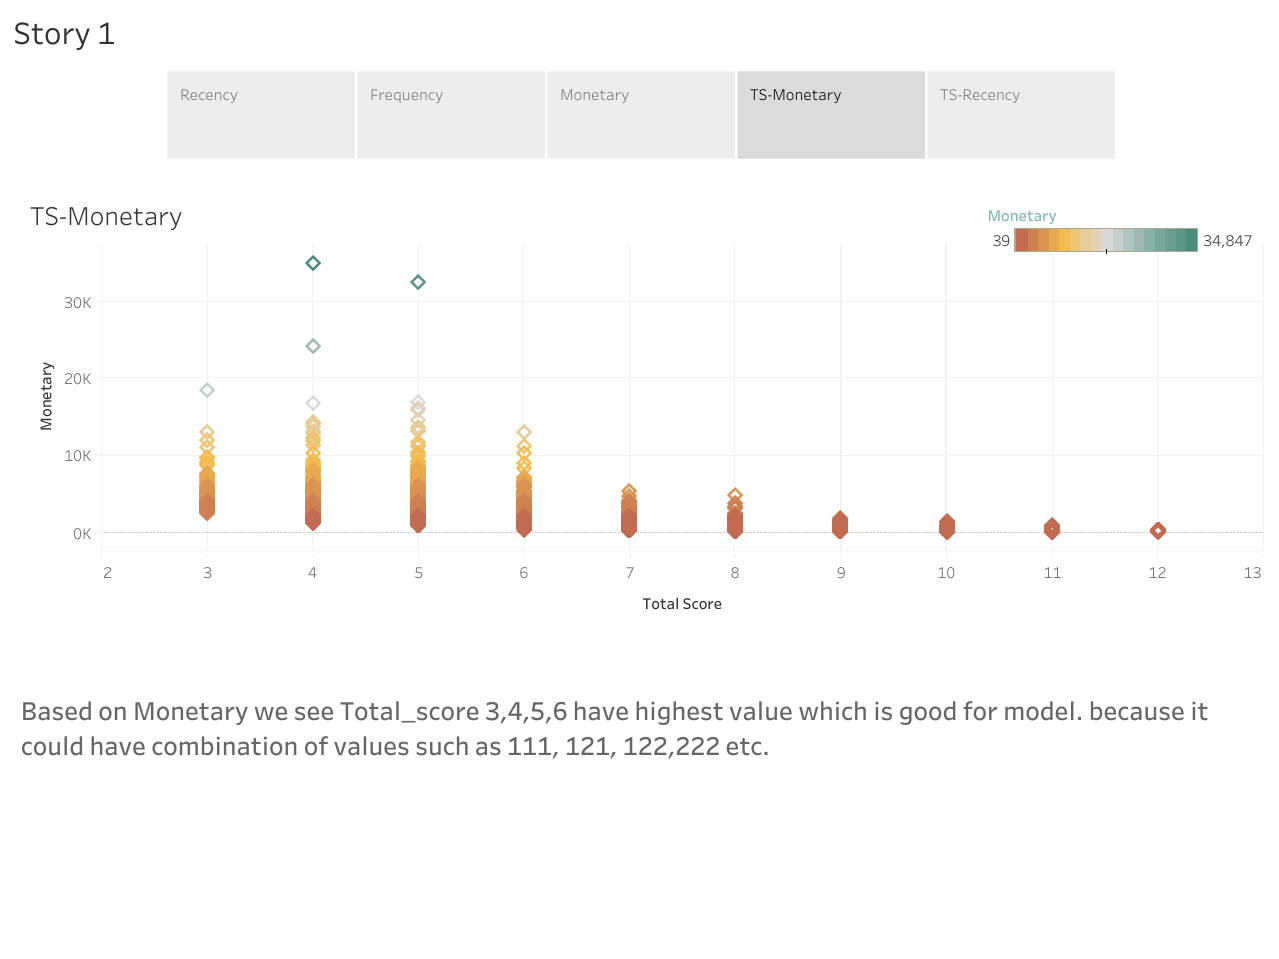 Story 1
Recency
Frequency
Monetary
TS-Monetary
TS-Recency
TS-Monetary
Monetary
39
34,847
30K
20K
10K
0K
Monetary
2 3 4 5 6 7 8 9 10 11 12 13
Total Score
Based on Monetary we see Total_score 3,4,5,6 have highest value which is good for model. because it
could have combination of values such as 111, 121, 122,222 etc.